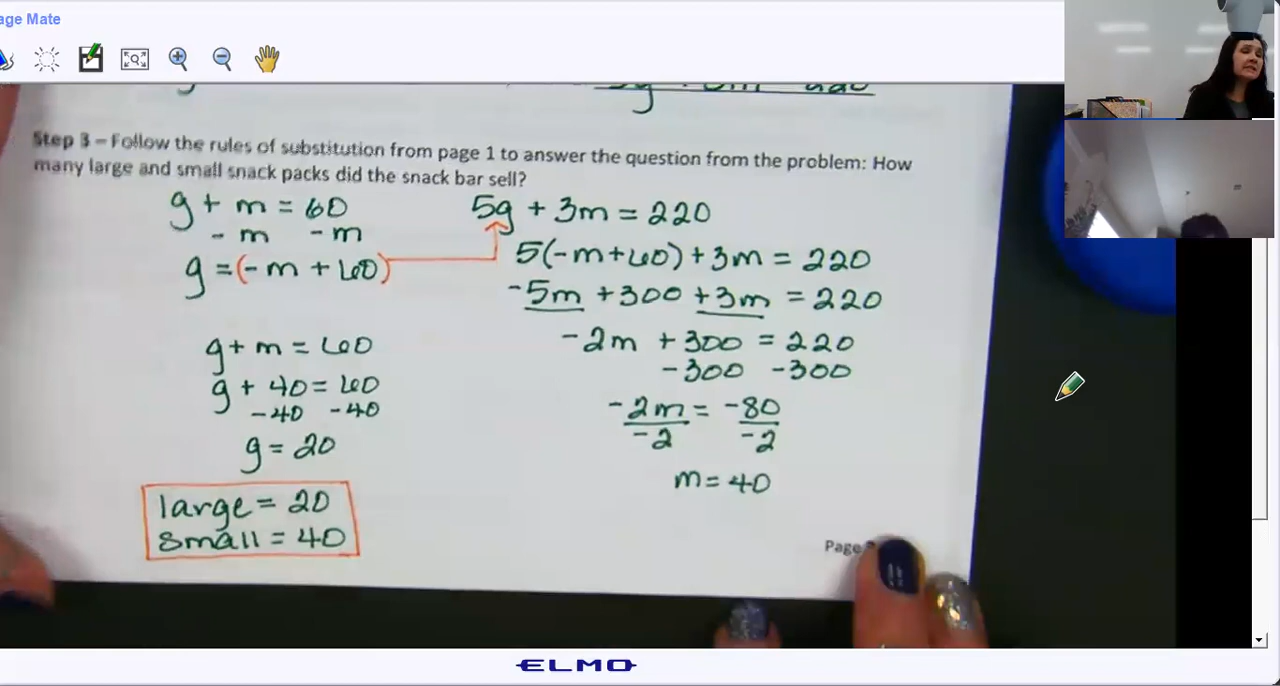 age Mate
Step 3 – Follow the rules of substitution from page 1 to answer the question from the problem: How
many large and small snack packs did the snack bar sell?
g + m = 60
- m - m
g = (- m + 60)
g + m = 60
g + 40 = 60
- 40 - 40
g = 20
large = 20
small = 40
5g + 3m = 220
5(-m + 60) + 3m = 220
-5m + 300 + 3m = 220
-2m + 300 = 220
- 300 - 300
-2m = -80
-2 -2
m = 40
Page
ELMO